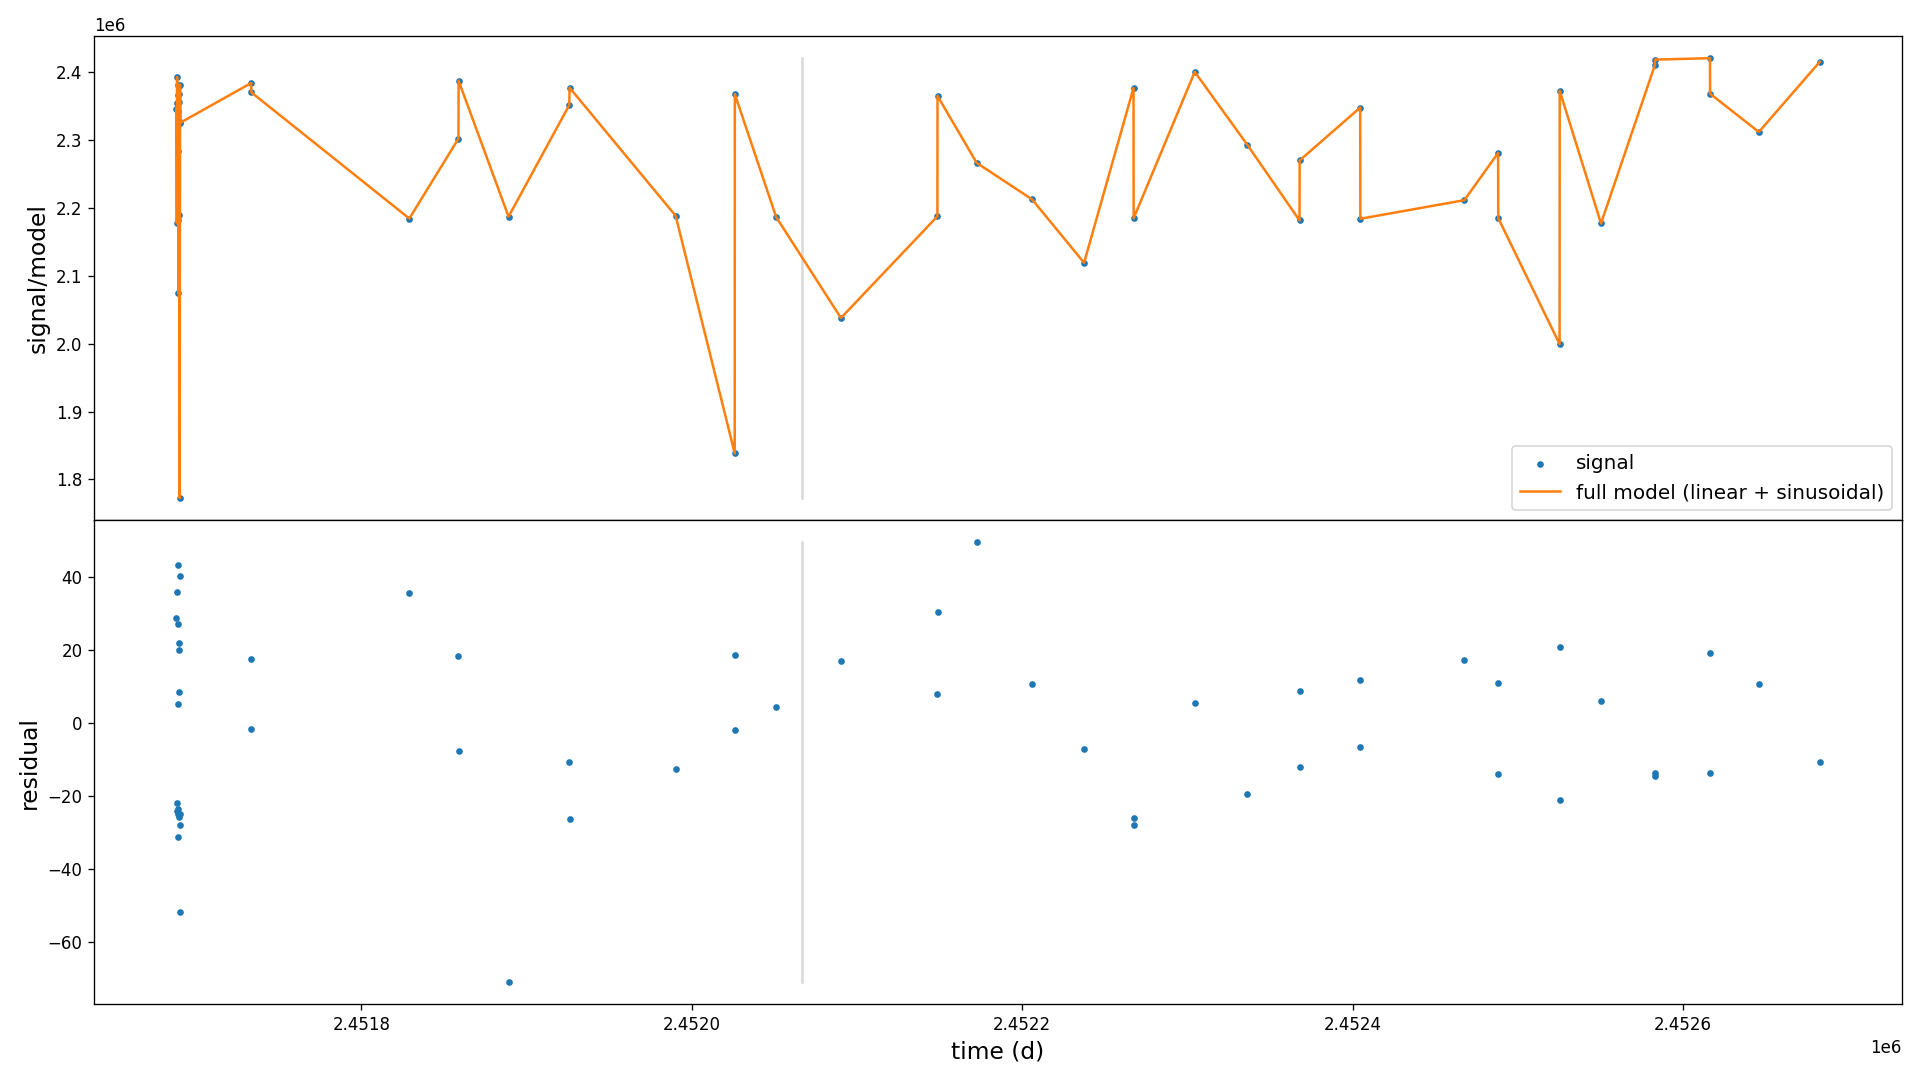 1e6
2.4
2.3
2.2
2.1
2.0
1.9
1.8
signal/model
signal
full model (linear + sinusoidal)
40
20
0
−20
−40
−60
residual
2.4518
2.4520
2.4522
2.4524
2.4526
time (d)
1e6